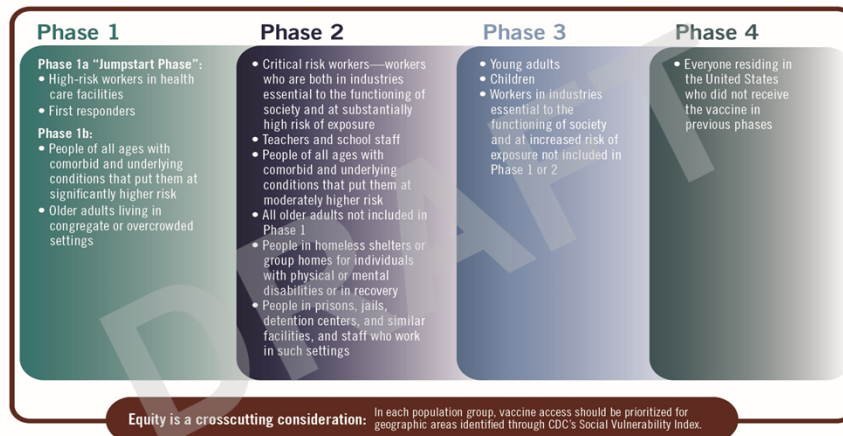 Phase 1
Phase 1a “Jumpstart Phase”:
• High-risk workers in health
care facilities
• First responders
Phase 1b:
• People of all ages with
comorbid and underlying
conditions that put them at
significantly higher risk
• Older adults living in
congregate or overcrowded
settings
Phase 2
• Critical risk workers—workers
who are both in industries
essential to the functioning of
society and at substantially
high risk of exposure
• Teachers and school staff
• People of all ages with
comorbid and underlying
conditions that put them at
moderately higher risk
• All older adults not included in
Phase 1
• People in homeless shelters or
group homes for individuals
with physical or mental
disabilities or in recovery
• People in prisons, jails,
detention centers, and similar
facilities, and staff who work
in such settings
Phase 3
• Young adults
• Children
• Workers in industries
essential to the
functioning of society
and at increased risk of
exposure not included in
Phase 1 or 2
Phase 4
• Everyone residing in
the United States
who did not receive
the vaccine in
previous phases
DRAFT
Equity is a crosscutting consideration: In each population group, vaccine access should be prioritized for
geographic areas identified through CDC’s Social Vulnerability Index.